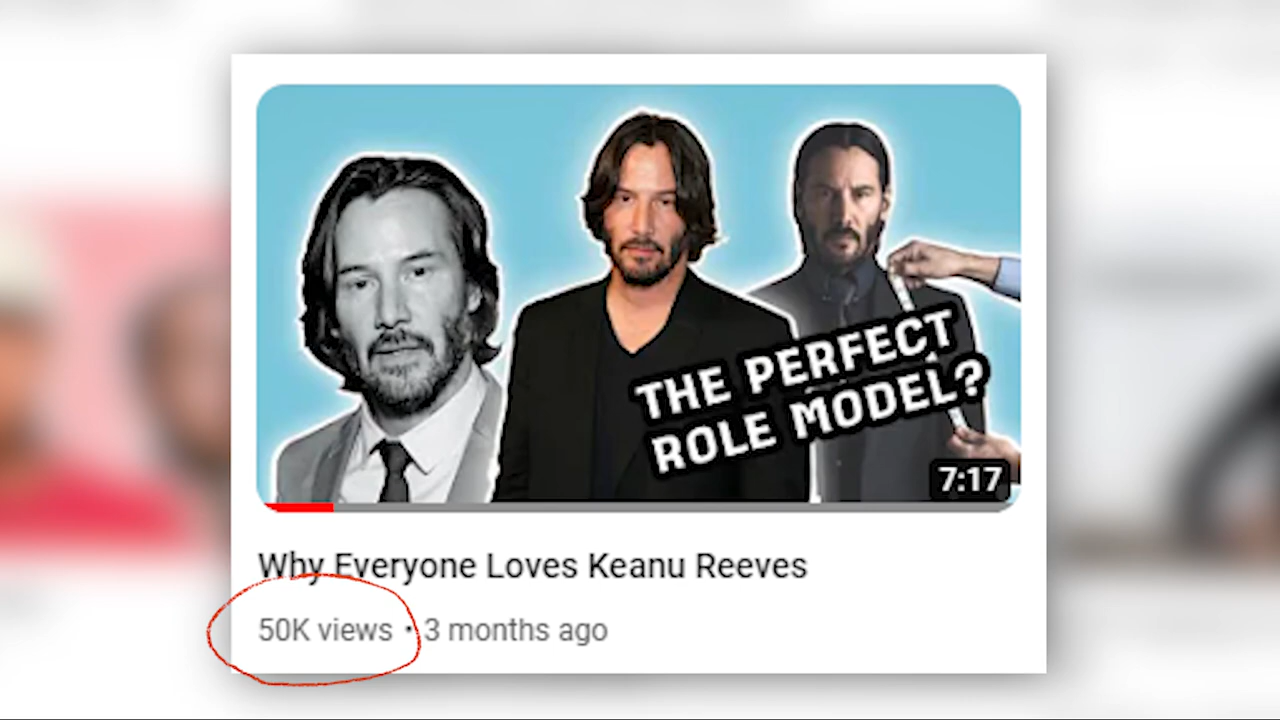 THE PERFECT
ROLE MODEL?
7:17
Why Everyone Loves Keanu Reeves
50K views • 3 months ago